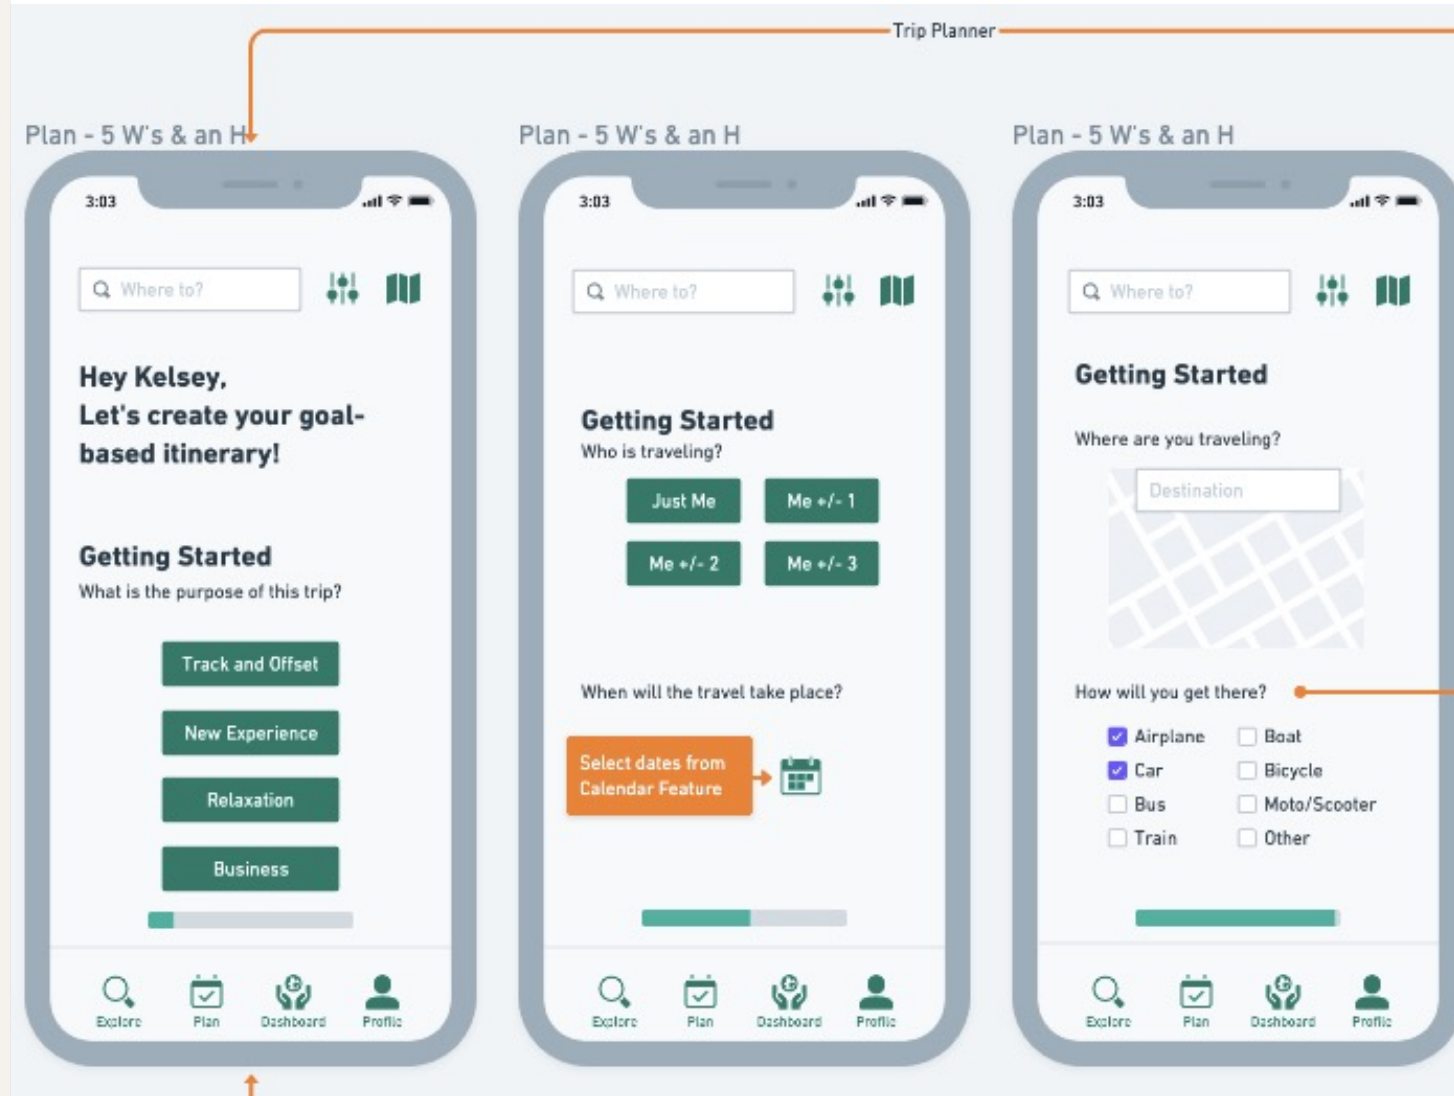 Trip Planner
Plan - 5 W's & an H
3:03
Where to?
Hey Kelsey,
Let's create your goal-
based itinerary!
Getting Started
What is the purpose of this trip?
Track and Offset
New Experience
Relaxation
Business
Explore
Plan
Dashboard
Profile
Plan - 5 W's & an H
3:03
Where to?
Getting Started
Who is traveling?
Just Me
Me +/- 1
Me +/- 2
Me +/- 3
When will the travel take place?
Select dates from
Calendar Feature
Explore
Plan
Dashboard
Profile
Plan - 5 W's & an H
3:03
Where to?
Getting Started
Where are you traveling?
Destination
How will you get there?
Airplane
Boat
Car
Bicycle
Bus
Moto/Scooter
Train
Other
Explore
Plan
Dashboard
Profile